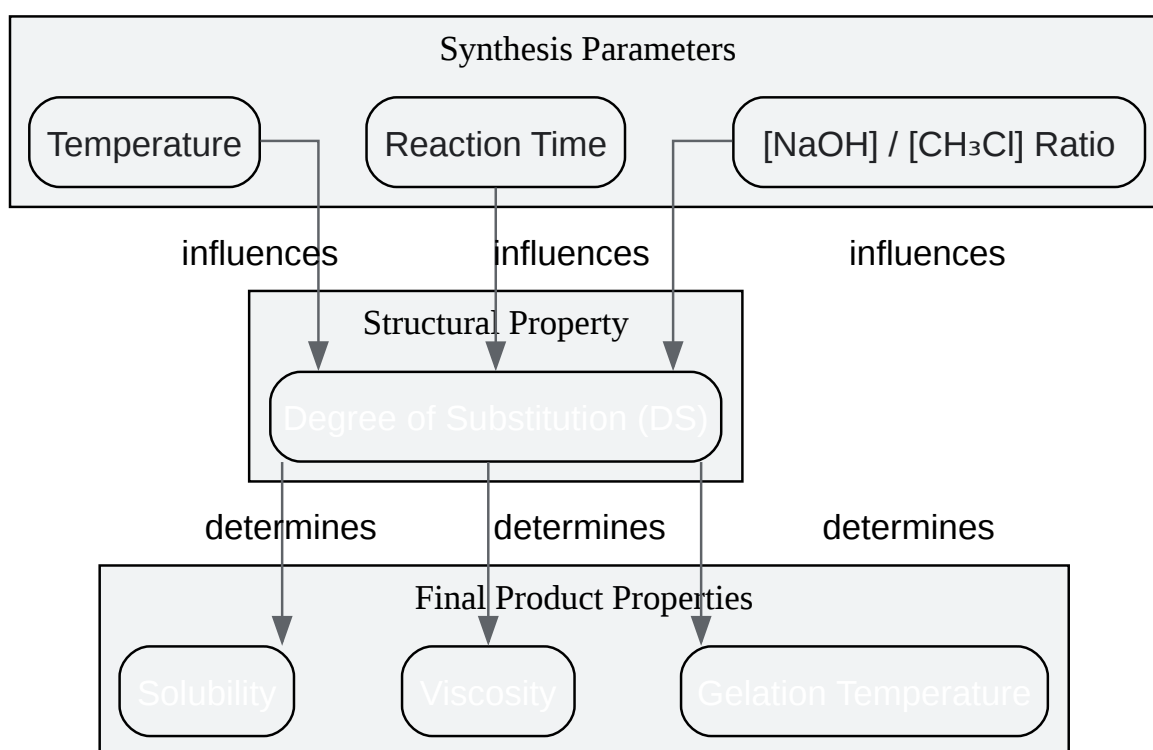 Synthesis Parameters
Temperature
Reaction Time
[NaOH] / [CH₃Cl] Ratio
influences
influences
influences
Structural Property
Degree of Substitution (DS)
determines
determines
determines
Final Product Properties
Solubility
Viscosity
Gelation Temperature